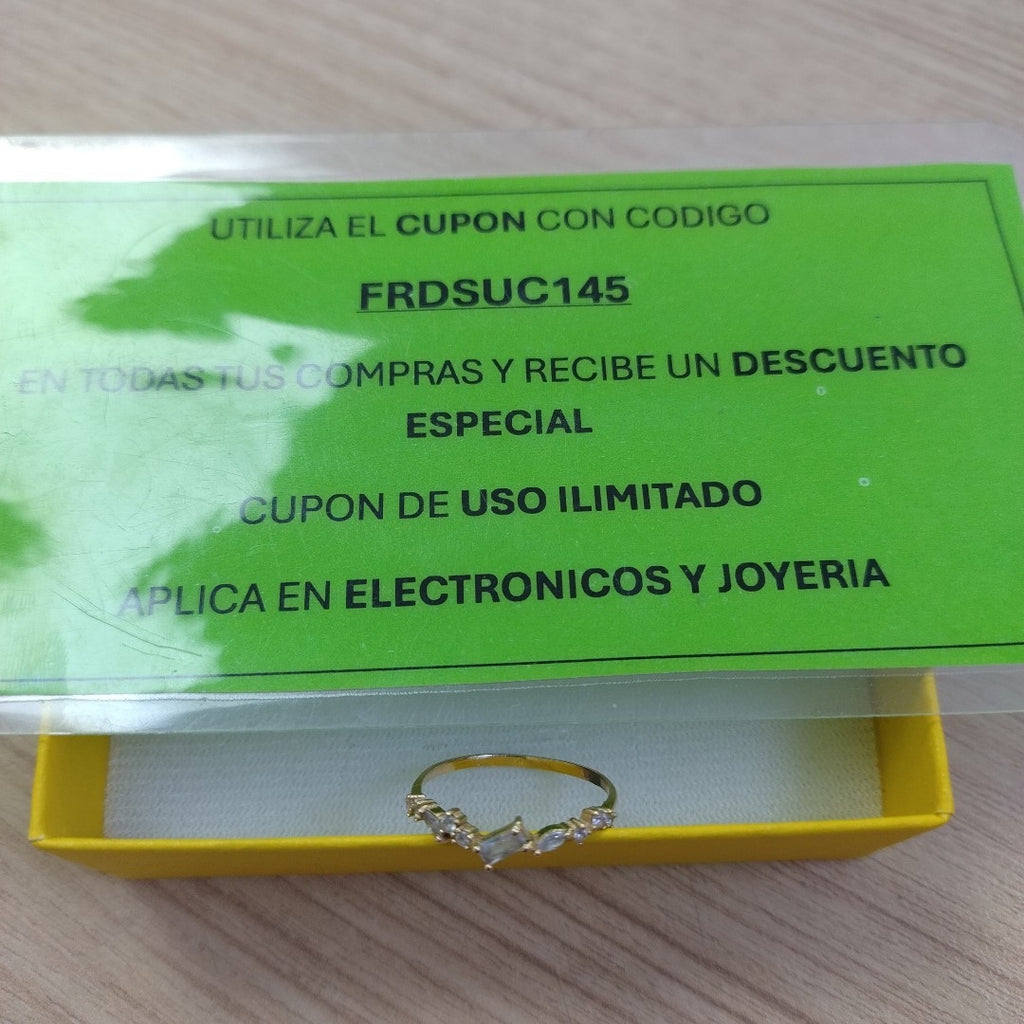 UTILIZA EL CUPON CON CODIGO
FRDSUC145
EN TODAS TUS COMPRAS Y RECIBE UN DESCUENTO
ESPECIAL
CUPON DE USO ILIMITADO
APLICA EN ELECTRONICOS Y JOYERIA